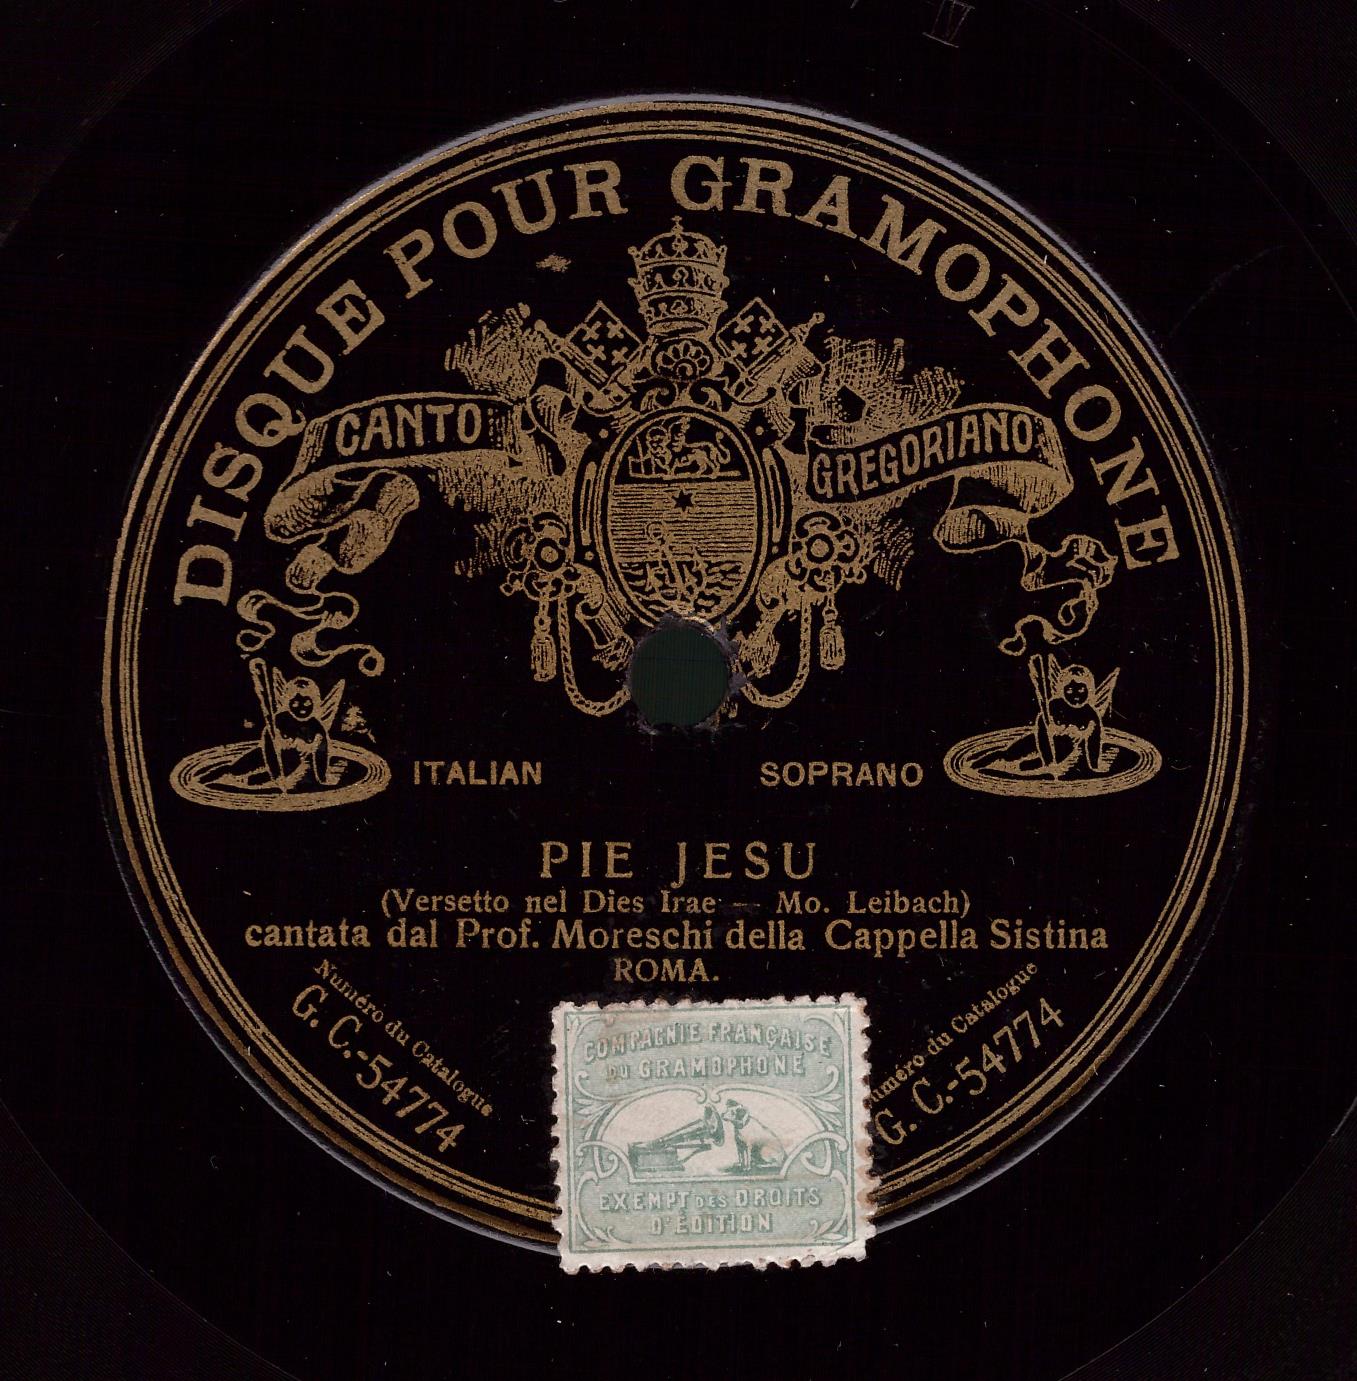 DISQUE POUR GRAMOPHONE
CANTO
GREGORIANO
ITALIAN
SOPRANO
PIE JESU
(Versetto nel Dies Irae — Mo. Leibach)
cantata dal Prof. Moreschi della Cappella Sistina
ROMA.
Numéro du Catalogue
G. C.-54774
Numéro du Catalogue
G. C.-54774
COMPAGNIE FRANÇAISE
DU GRAMOPHONE
EXEMPT DES DROITS
D'ÉDITION
IV